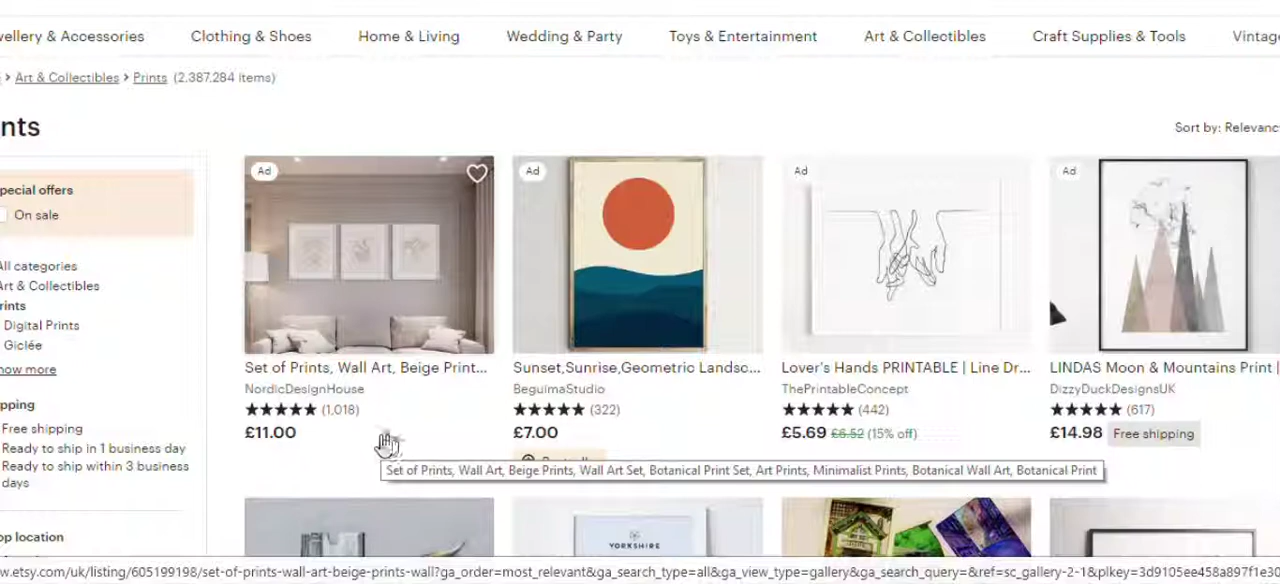 vellery & Accessories Clothing & Shoes Home & Living Wedding & Party Toys & Entertainment Art & Collectibles Craft Supplies & Tools Vintag
> Art & Collectibles > Prints (2,387,284 items)
nts
Sort by: Relevanc
pecial offers
On sale
All categories
Art & Collectibles
rints
Digital Prints
Giclée
how more
pping
Free shipping
Ready to ship in 1 business day
Ready to ship within 3 business
days
op location
Ad
Set of Prints, Wall Art, Beige Print...
NordicDesignHouse
★★★★★ (1,018)
£11.00
Ad
Sunset,Sunrise,Geometric Landsc...
BeguimaStudio
★★★★★ (322)
£7.00
Ad
Lover's Hands PRINTABLE | Line Dr...
ThePrintableConcept
★★★★★ (442)
£5.69 £6.52 (15% off)
Ad
LINDAS Moon & Mountains Print |
DizzyDuckDesignsUK
★★★★★ (617)
£14.98 Free shipping
Set of Prints, Wall Art, Beige Prints, Wall Art Set, Botanical Print Set, Art Prints, Minimalist Prints, Botanical Wall Art, Botanical Print
YORKSHIRE
w.etsy.com/uk/listing/605199198/set-of-prints-wall-art-beige-prints-wall?ga_order=most_relevant&ga_search_type=all&ga_view_type=gallery&ga_search_query=&ref=sc_gallery-2-1&plkey=3d9105ee458a897f1e30